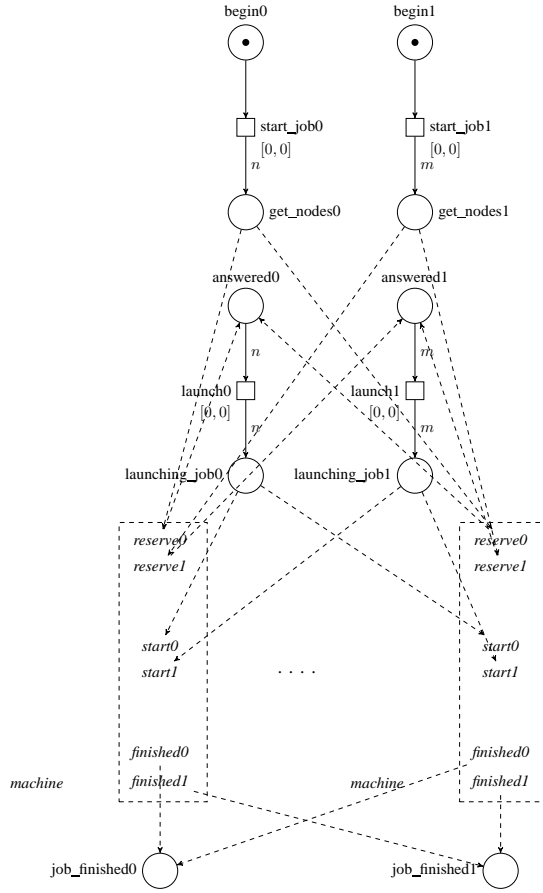 begin0 begin1
start_job0 start_job1
[0, 0] [0, 0]
n m
get_nodes0 get_nodes1
answered0 answered1
n m
launch0 launch1
[0, 0] [0, 0]
n m
launching_job0 launching_job1
reserve0 reserve0
reserve1 reserve1
start0 start0
start1 . . . . start1
finished0 finished0
machine finished1 machine finished1
job_finished0 job_finished1